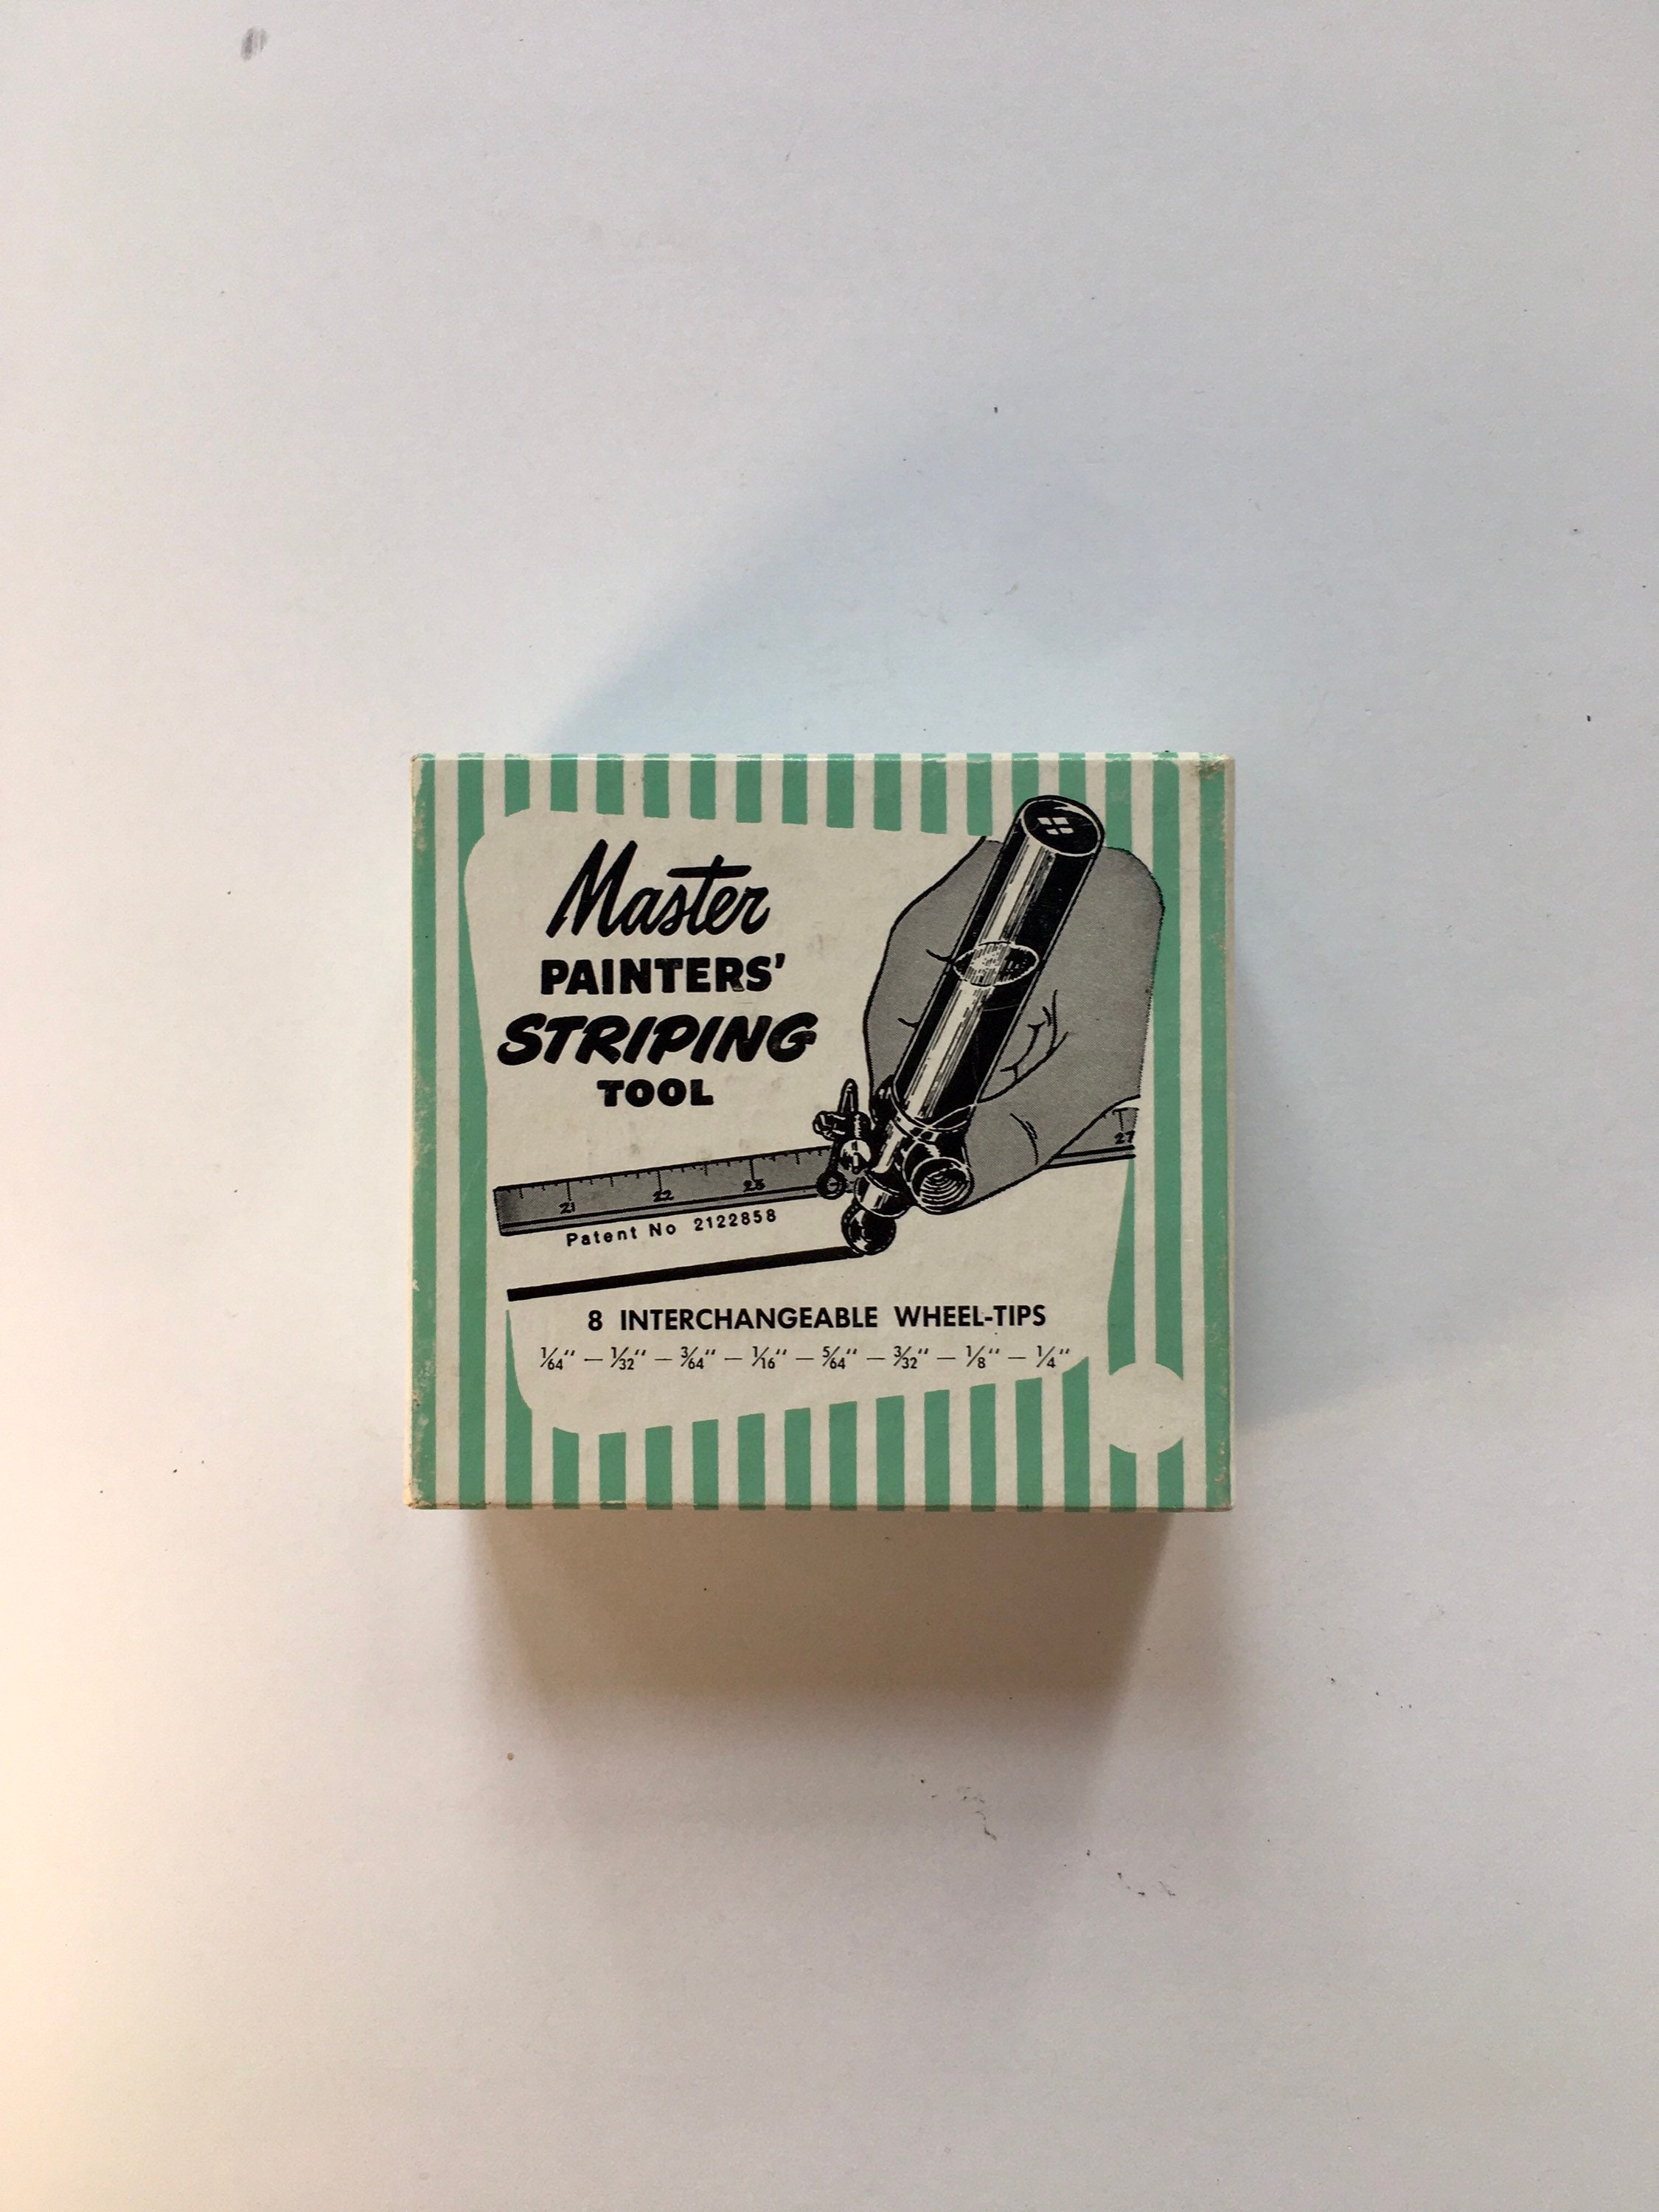 Master
PAINTERS'
STRIPING
TOOL
21 22 23 27
Patent No 2122858
8 INTERCHANGEABLE WHEEL-TIPS
1/64" — 1/32" — 3/64" — 1/16" — 5/64" — 3/32" — 1/8" — 1/4"